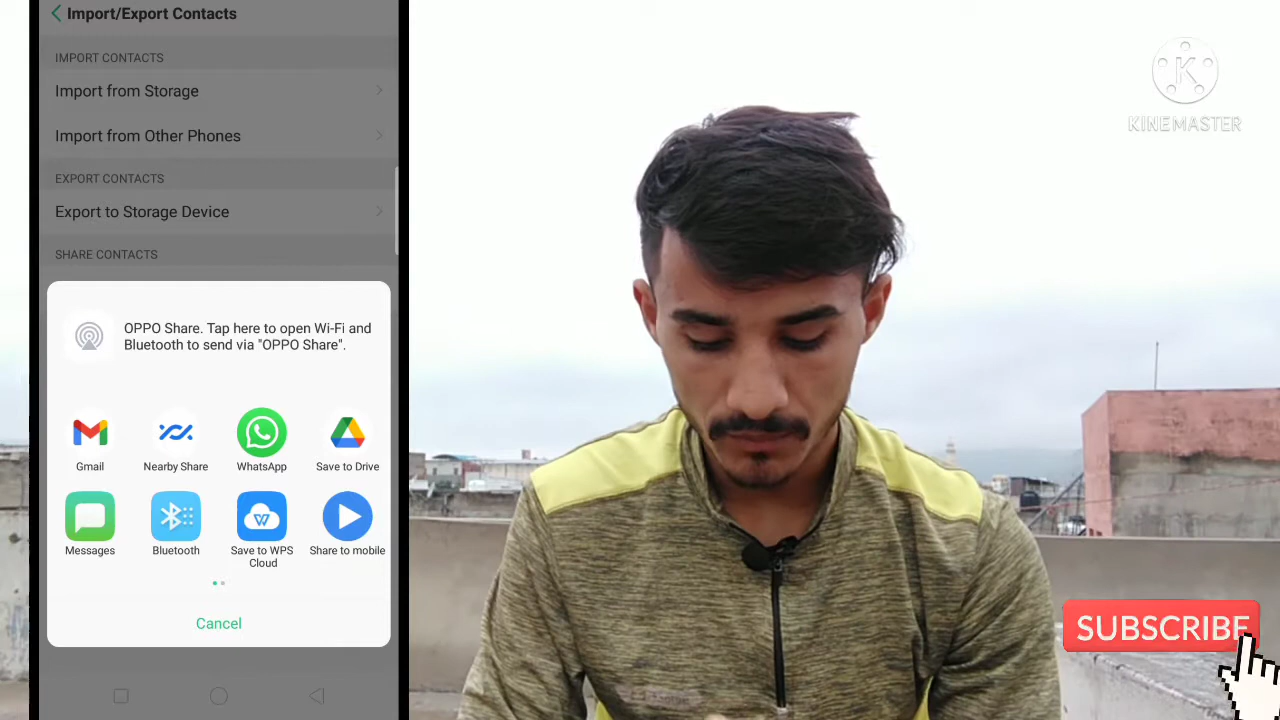 Import/Export Contacts
IMPORT CONTACTS
Import from Storage
Import from Other Phones
EXPORT CONTACTS
Export to Storage Device
SHARE CONTACTS
OPPO Share. Tap here to open Wi-Fi and
Bluetooth to send via "OPPO Share".
Gmail
Nearby Share
WhatsApp
Save to Drive
Messages
Bluetooth
Save to WPS
Cloud
Share to mobile
Cancel
K
KINEMASTER
SUBSCRIBE